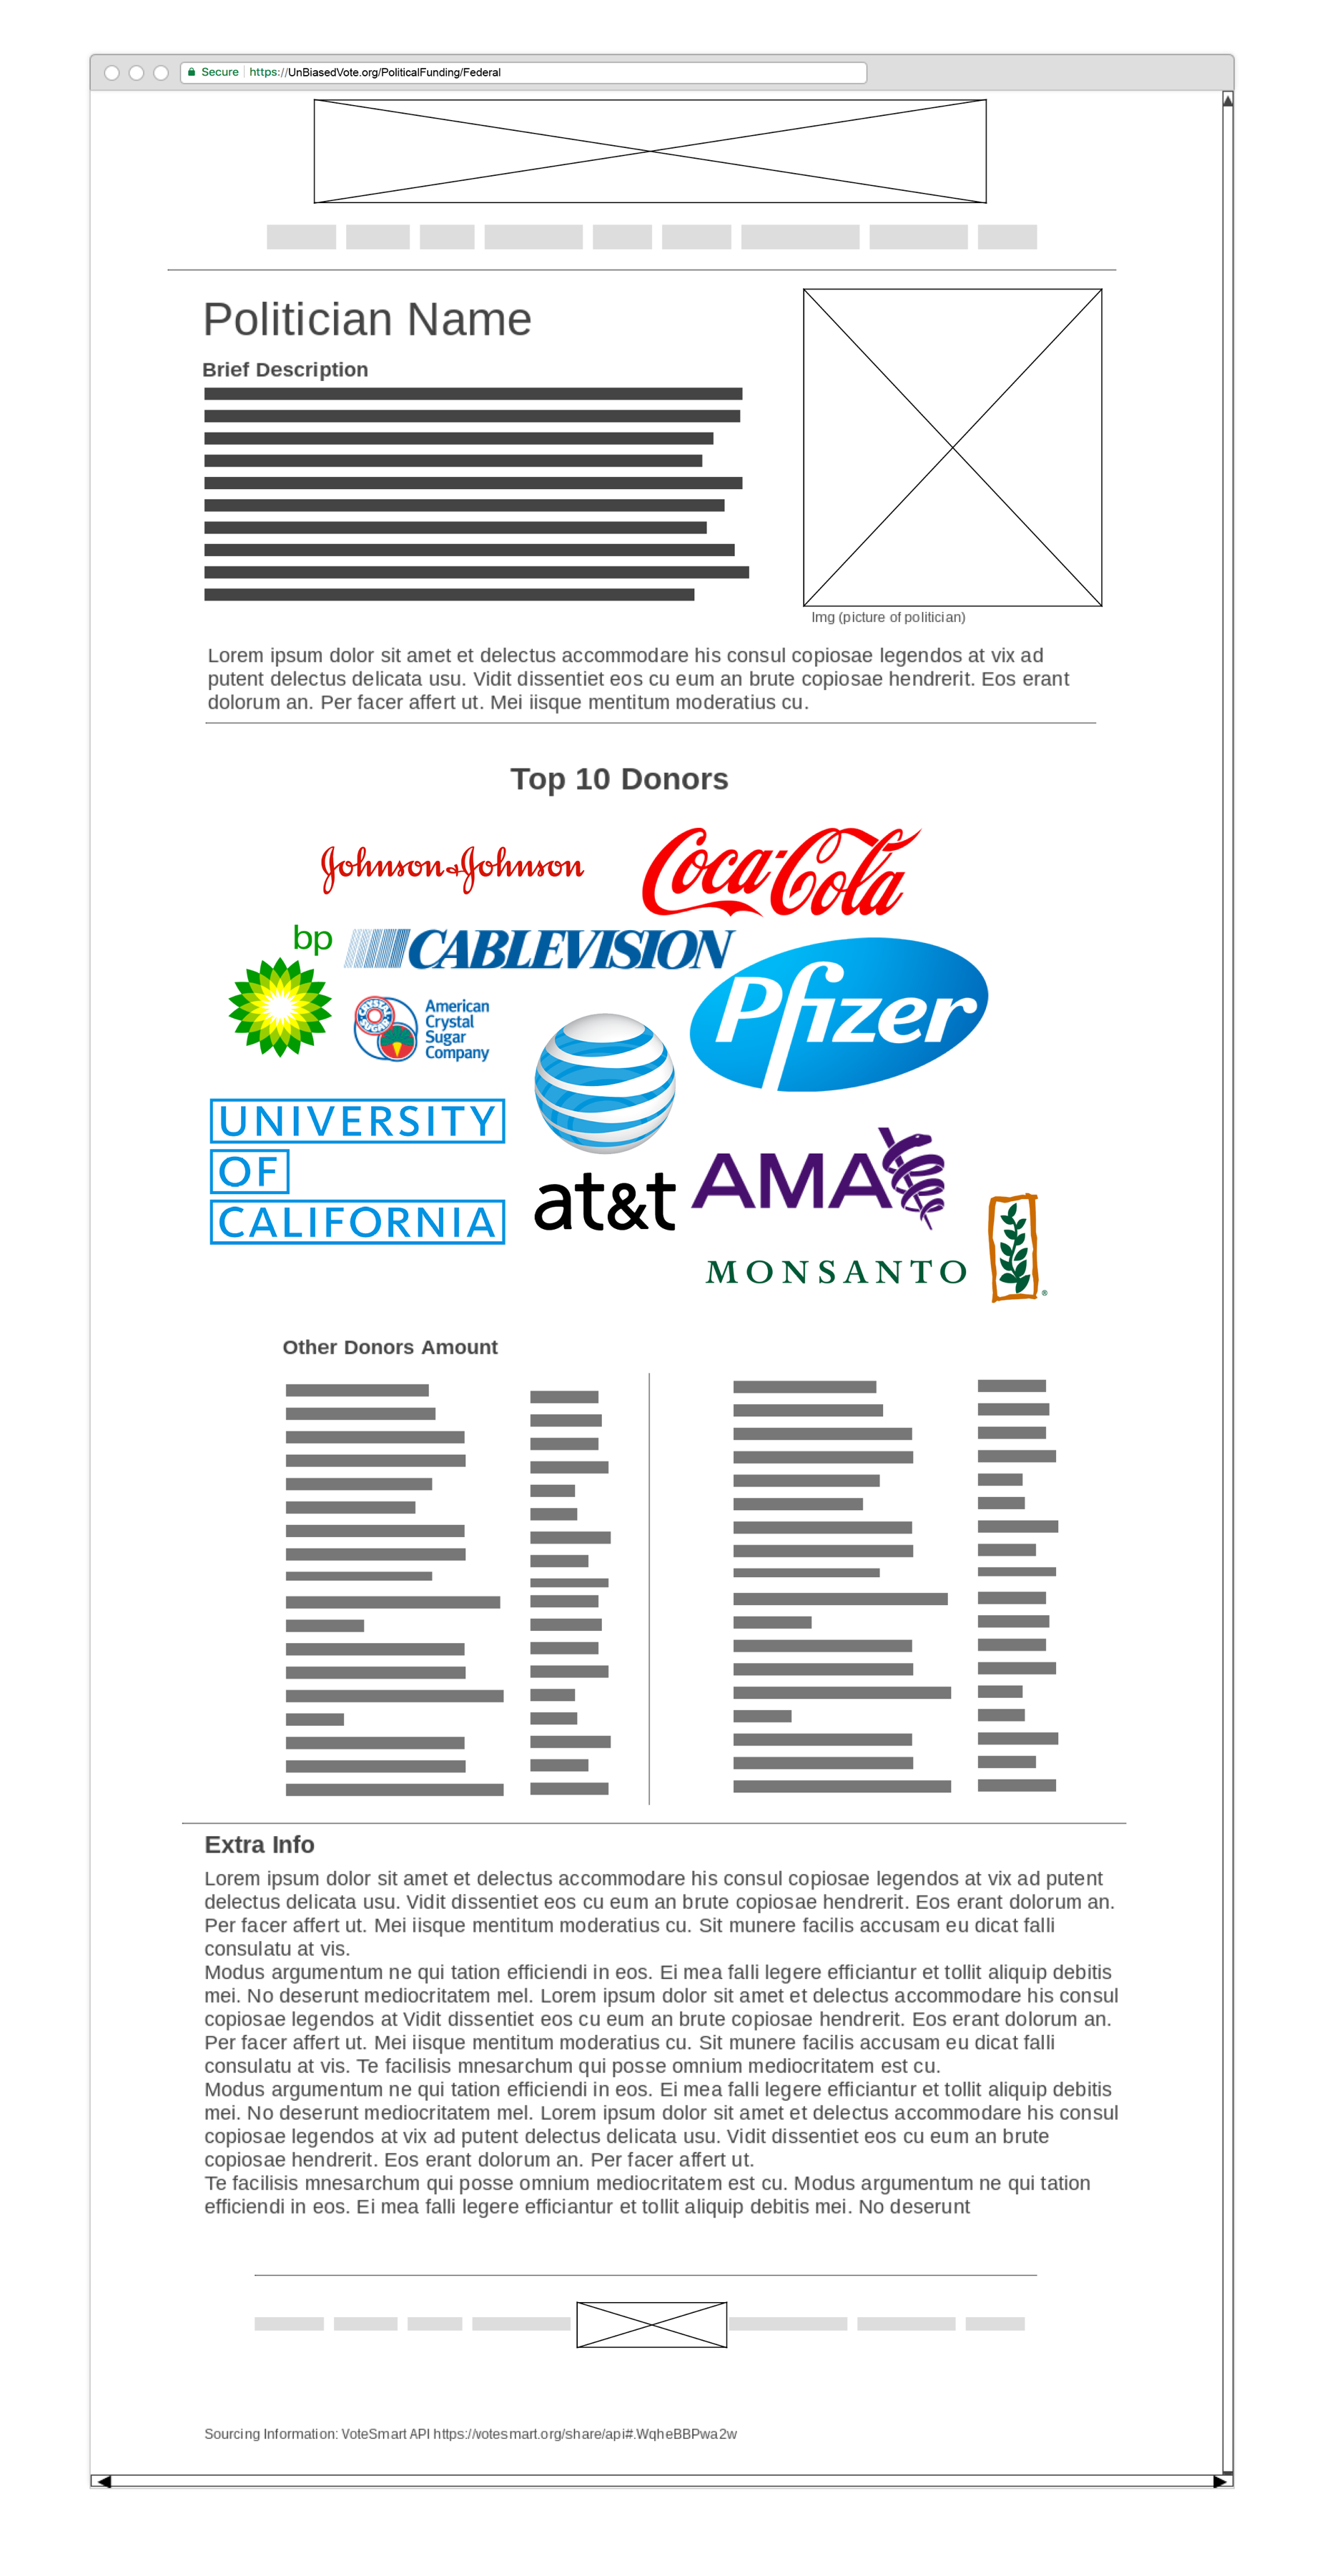 Secure https://UnBiasedVote.org/PoliticalFunding/Federal
Politician Name
Brief Description
Img (picture of politician)
Lorem ipsum dolor sit amet et delectus accommodare his consul copiosae legendos at vix ad
putent delectus delicata usu. Vidit dissentiet eos cu eum an brute copiosae hendrerit. Eos erant
dolorum an. Per facer affert ut. Mei iisque mentitum moderatius cu.
Top 10 Donors
Johnson & Johnson
Coca-Cola
bp
CABLEVISION
Pfizer
American
Crystal
Sugar
Company
CRYSTAL
SUGAR
UNIVERSITY
OF
CALIFORNIA
at&t
AMA
MONSANTO ®
Other Donors Amount
Extra Info
Lorem ipsum dolor sit amet et delectus accommodare his consul copiosae legendos at vix ad putent
delectus delicata usu. Vidit dissentiet eos cu eum an brute copiosae hendrerit. Eos erant dolorum an.
Per facer affert ut. Mei iisque mentitum moderatius cu. Sit munere facilis accusam eu dicat falli
consulatu at vis.
Modus argumentum ne qui tation efficiendi in eos. Ei mea falli legere efficiantur et tollit aliquip debitis
mei. No deserunt mediocritatem mel. Lorem ipsum dolor sit amet et delectus accommodare his consul
copiosae legendos at Vidit dissentiet eos cu eum an brute copiosae hendrerit. Eos erant dolorum an.
Per facer affert ut. Mei iisque mentitum moderatius cu. Sit munere facilis accusam eu dicat falli
consulatu at vis. Te facilisis mnesarchum qui posse omnium mediocritatem est cu.
Modus argumentum ne qui tation efficiendi in eos. Ei mea falli legere efficiantur et tollit aliquip debitis
mei. No deserunt mediocritatem mel. Lorem ipsum dolor sit amet et delectus accommodare his consul
copiosae legendos at vix ad putent delectus delicata usu. Vidit dissentiet eos cu eum an brute
copiosae hendrerit. Eos erant dolorum an. Per facer affert ut.
Te facilisis mnesarchum qui posse omnium mediocritatem est cu. Modus argumentum ne qui tation
efficiendi in eos. Ei mea falli legere efficiantur et tollit aliquip debitis mei. No deserunt
Sourcing Information: VoteSmart API https://votesmart.org/share/api#.WqheBBPwa2w